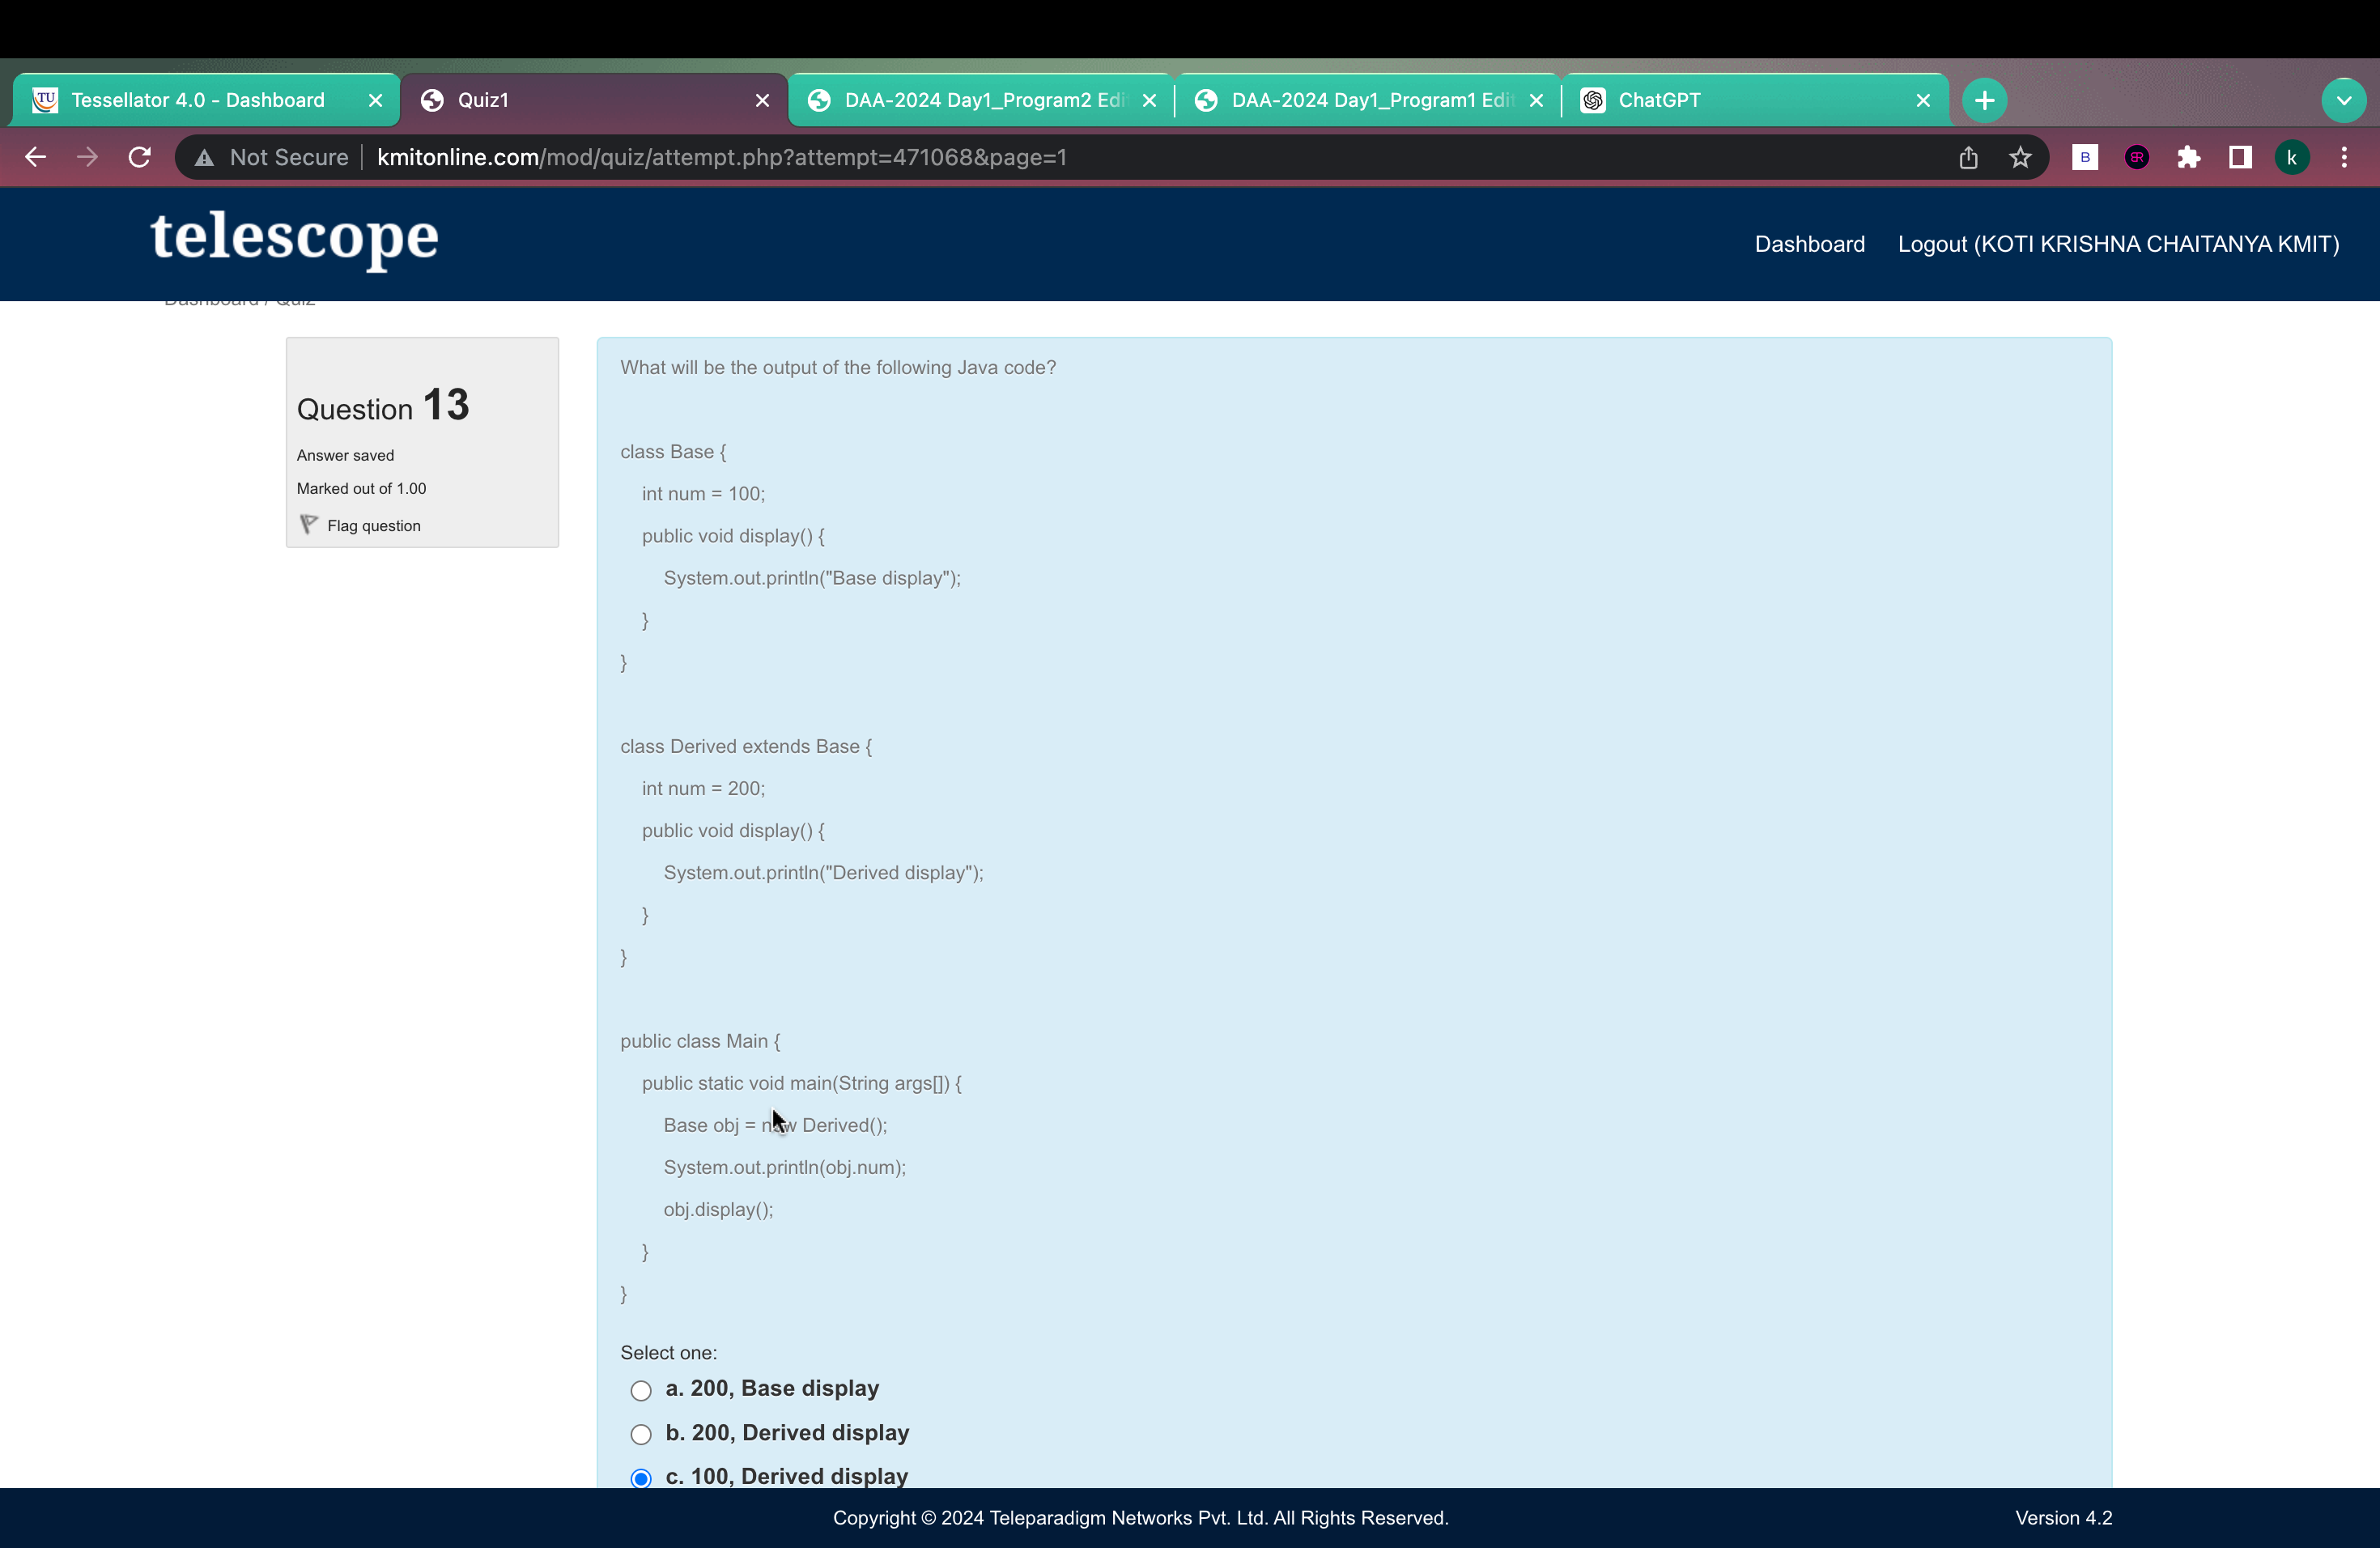 Tessellator 4.0 - Dashboard
Quiz1
DAA-2024 Day1_Program2 Edi
DAA-2024 Day1_Program1 Edi
ChatGPT
Not Secure
kmitonline.com/mod/quiz/attempt.php?attempt=471068&page=1
B
k
telescope
Dashboard
Logout (KOTI KRISHNA CHAITANYA KMIT)
Dashboard / Quiz
Question 13
Answer saved
Marked out of 1.00
Flag question
What will be the output of the following Java code?
class Base {
int num = 100;
public void display() {
System.out.println("Base display");
}
}
class Derived extends Base {
int num = 200;
public void display() {
System.out.println("Derived display");
}
}
public class Main {
public static void main(String args[]) {
Base obj = new Derived();
System.out.println(obj.num);
obj.display();
}
}
Select one:
a. 200, Base display
b. 200, Derived display
c. 100, Derived display
Copyright © 2024 Teleparadigm Networks Pvt. Ltd. All Rights Reserved.
Version 4.2